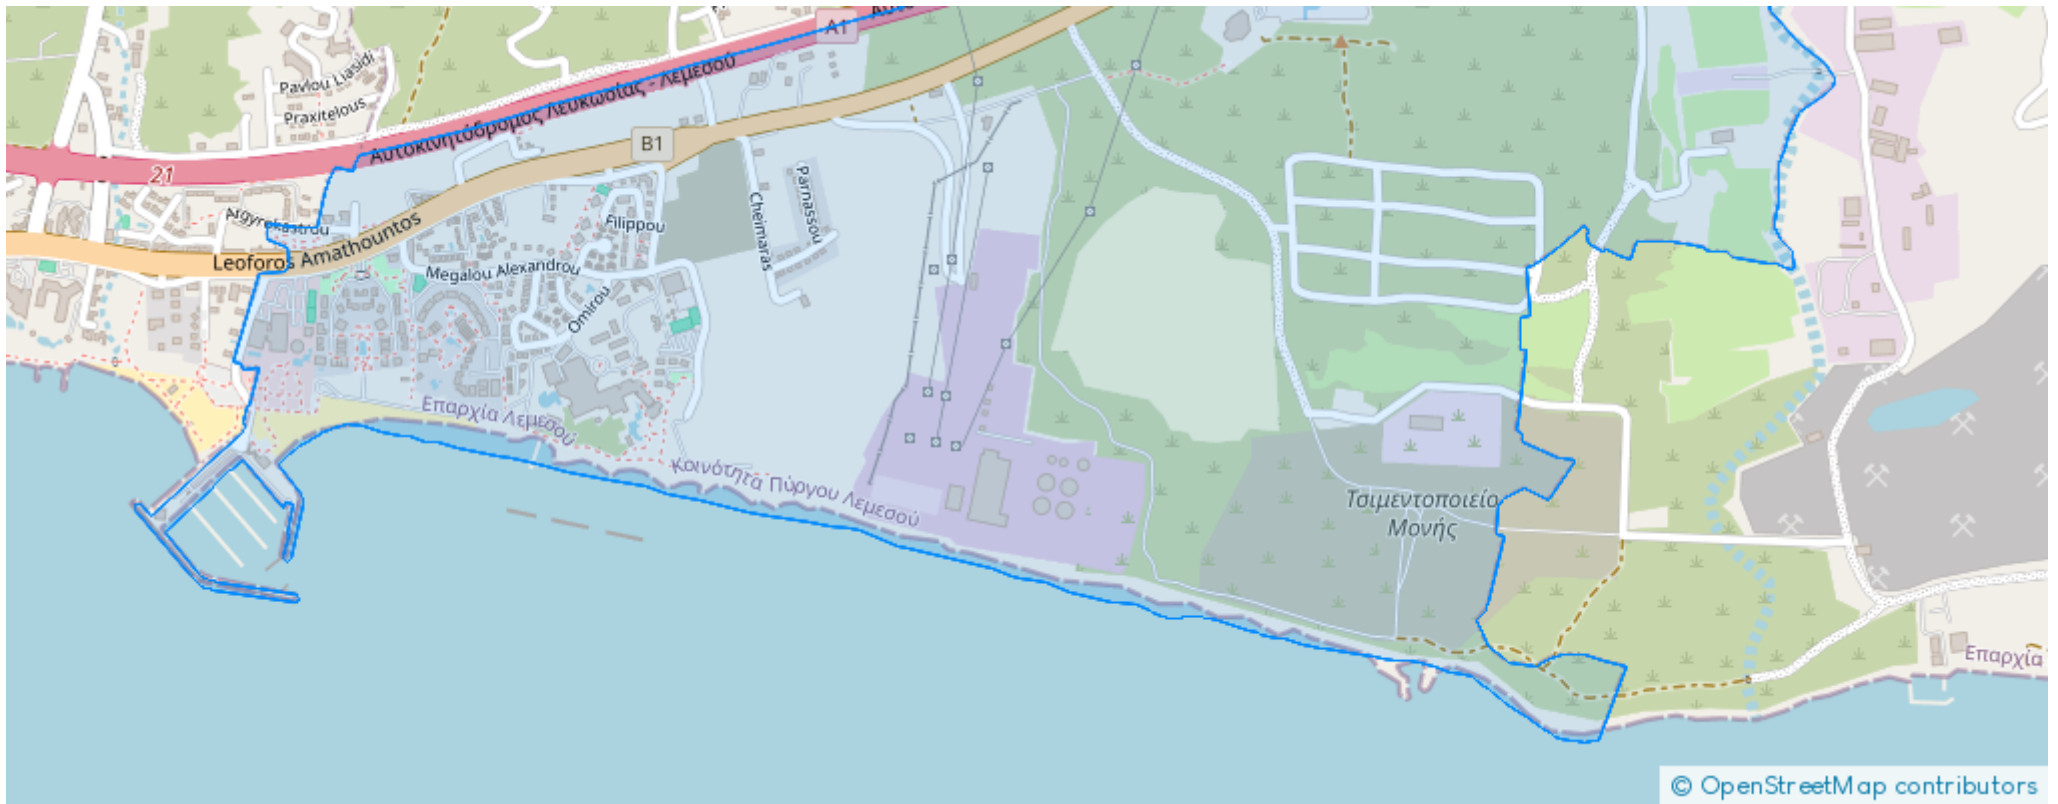 A1
Αυτο
Pavlou Liasidi
Praxitelous
Αυτοκινητόδρομος Λευκωσίας - Λεμεσού
B1
21
Argyrokastrou
Leoforos Amathountos
Filippou
Parnassou
Cheimaras
Megalou Alexandrou
Omirou
Επαρχία Λεμεσού
Κοινότητα Πύργου Λεμεσού
Τσιμεντοποιείο
Μονής
Επαρχία
© OpenStreetMap contributors